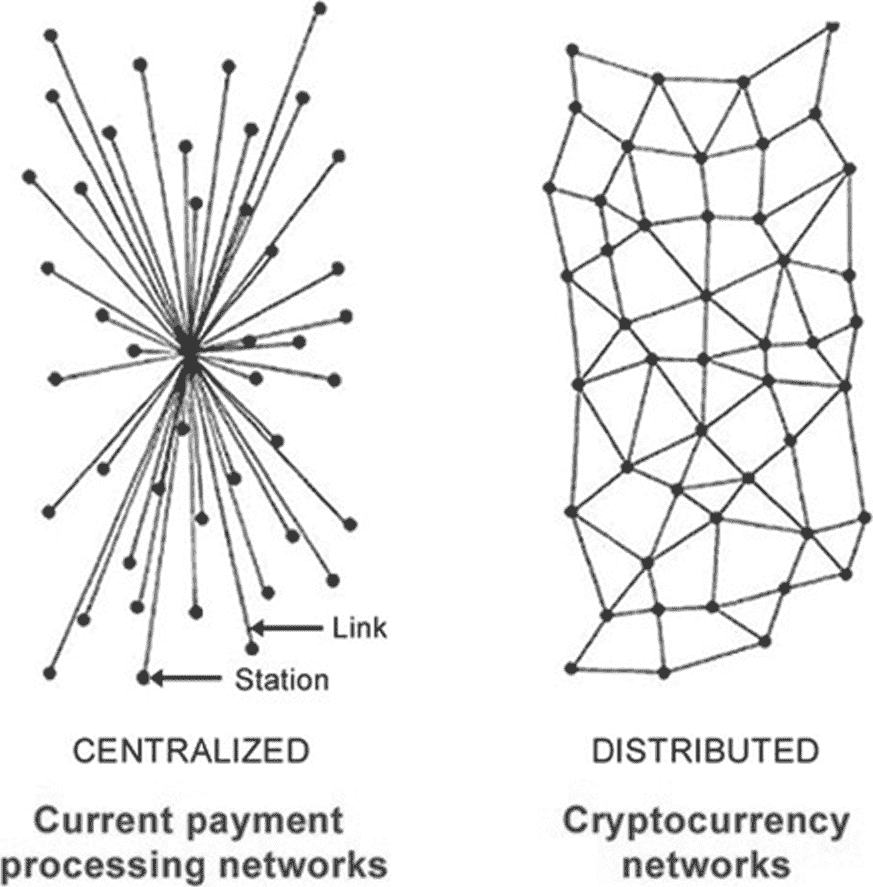 Link
Station
CENTRALIZED
DISTRIBUTED
Current payment
processing networks
Cryptocurrency
networks